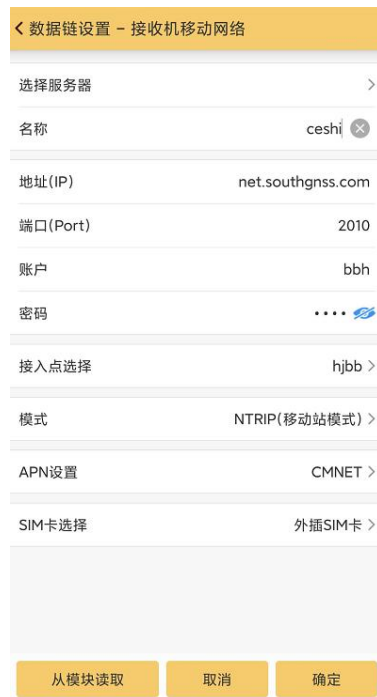 数据链设置 – 接收机移动网络
选择服务器
名称 ceshi
地址(IP) net.southgnss.com
端口(Port) 2010
账户 bbh
密码 ····
接入点选择 hjbb
模式 NTRIP(移动站模式)
APN设置 CMNET
SIM卡选择 外插SIM卡
从模块读取 取消 确定